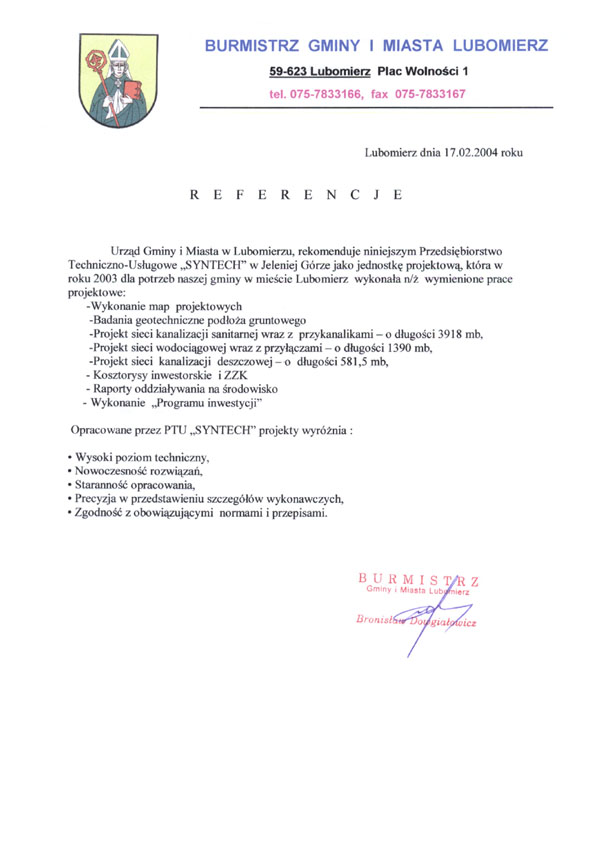 BURMISTRZ GMINY I MIASTA LUBOMIERZ
59-623 Lubomierz Plac Wolności 1
tel. 075-7833166, fax 075-7833167
Lubomierz dnia 17.02.2004 roku
R E F E R E N C J E
Urząd Gminy i Miasta w Lubomierzu, rekomenduje niniejszym Przedsiębiorstwo
Techniczno-Usługowe „SYNTECH” w Jeleniej Górze jako jednostkę projektową, która w
roku 2003 dla potrzeb naszej gminy w mieście Lubomierz wykonała n/ż wymienione prace
projektowe:
-Wykonanie map projektowych
-Badania geotechniczne podłoża gruntowego
-Projekt sieci kanalizacji sanitarnej wraz z przykanalikami – o długości 3918 mb,
-Projekt sieci wodociągowej wraz z przyłączami – o długości 1390 mb,
-Projekt sieci kanalizacji deszczowej – o długości 581,5 mb,
- Kosztorysy inwestorskie i ZZK
- Raporty oddziaływania na środowisko
- Wykonanie „Programu inwestycji”
Opracowane przez PTU „SYNTECH” projekty wyróżnia :
• Wysoki poziom techniczny,
• Nowoczesność rozwiązań,
• Staranność opracowania,
• Precyzja w przedstawieniu szczegółów wykonawczych,
• Zgodność z obowiązującymi normami i przepisami.
B U R M I S T R Z
Gminy i Miasta Lubomierz
Bronisław Dowgiałowicz